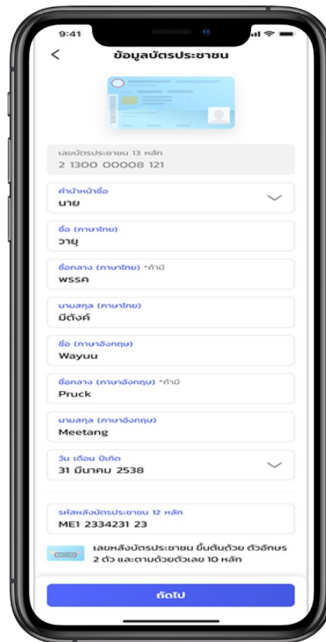 9:41
ข้อมูลบัตรประชาชน
เลขบัตรประชาชน 13 หลัก
2 1300 00008 121
คำนำหน้าชื่อ
นาย
ชื่อ (ภาษาไทย)
วายุ
ชื่อกลาง (ภาษาไทย) *ถ้ามี
พรรค
นามสกุล (ภาษาไทย)
มีตังค์
ชื่อ (ภาษาอังกฤษ)
Wayuu
ชื่อกลาง (ภาษาอังกฤษ) *ถ้ามี
Pruck
นามสกุล (ภาษาอังกฤษ)
Meetang
วัน เดือน ปีเกิด
31 มีนาคม 2538
รหัสหลังบัตรประชาชน 12 หลัก
ME1 2334231 23
เลขหลังบัตรประชาชน ขึ้นต้นด้วย ตัวอักษร
2 ตัว และตามด้วยตัวเลข 10 หลัก
ถัดไป